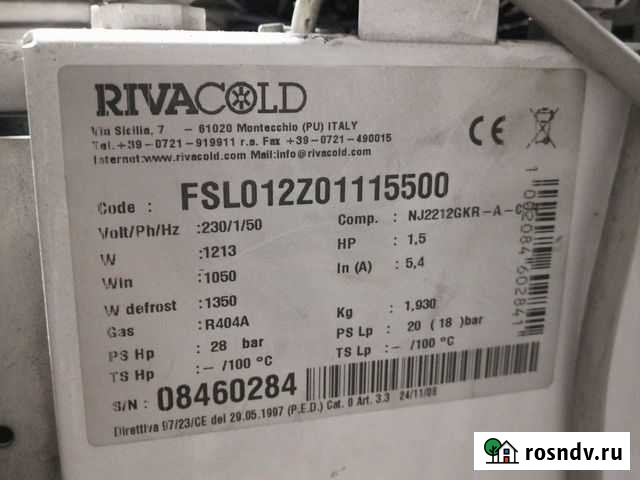 RIVACOLD
Via Sicilia, 7 - 61020 Montecchio (PU) ITALY
Tel.+39-0721-919911 r.a. Fax +39-0721-490015
Internet:www.rivacold.com Mail:info@rivacold.com
CE
Code : FSL012Z01115500
Volt/Ph/Hz :230/1/50
Comp. : NJ2212GKR-A-
W :1213
HP : 1,5
Win :1050
In (A) : 5,4
W defrost :1350
Kg : 1,930
Gas :R404A
PS Lp : 20 (18)bar
PS Hp : 28 bar
TS Lp :-/100 °C
TS Hp :-/100 °C
S/N : 08460284
24/11/08
Direttiva 97/23/CE del 29.05.1997 (P.E.D.) Cat. 0 Art. 3.3
rosndv.ru